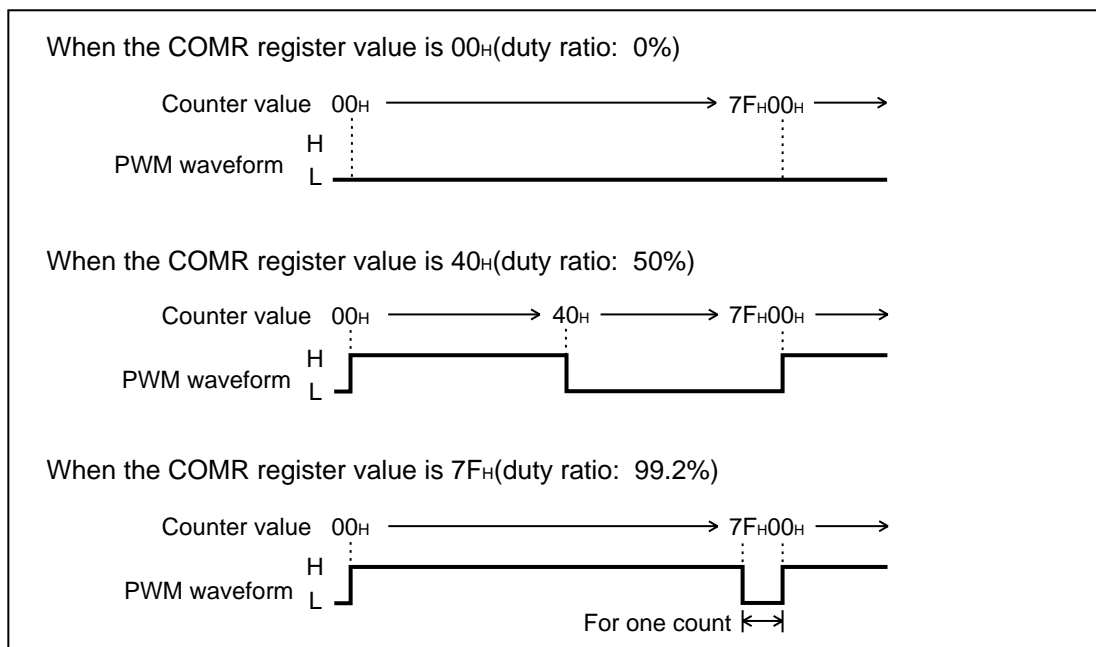 When the COMR register value is 00H(duty ratio: 0%)
Counter value 00H 7FH00H
H
PWM waveform
L
When the COMR register value is 40H(duty ratio: 50%)
Counter value 00H 40H 7FH00H
H
PWM waveform
L
When the COMR register value is 7FH(duty ratio: 99.2%)
Counter value 00H 7FH00H
H
PWM waveform
L
For one count